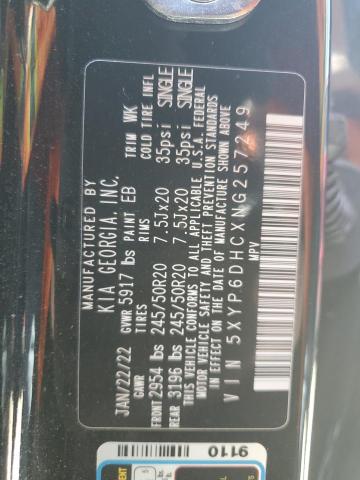 MANUFACTURED BY
KIA GEORGIA, INC.
JAN/22/22 PAINT EB TRIM WK
GVWR 5917 lbs
GAWR TIRES RIMS COLD TIRE INFL
FRONT 2954 lbs 245/50R20 7.5Jx20 35psi SINGLE
REAR 3196 lbs 245/50R20 7.5Jx20 35psi SINGLE
THIS VEHICLE CONFORMS TO ALL APPLICABLE U.S.A. FEDERAL
MOTOR VEHICLE SAFETY AND THEFT PREVENTION STANDARDS
IN EFFECT ON THE DATE OF MANUFACTURE SHOWN ABOVE
VIN 5XYP6DHCXNG257249
MPV
9110